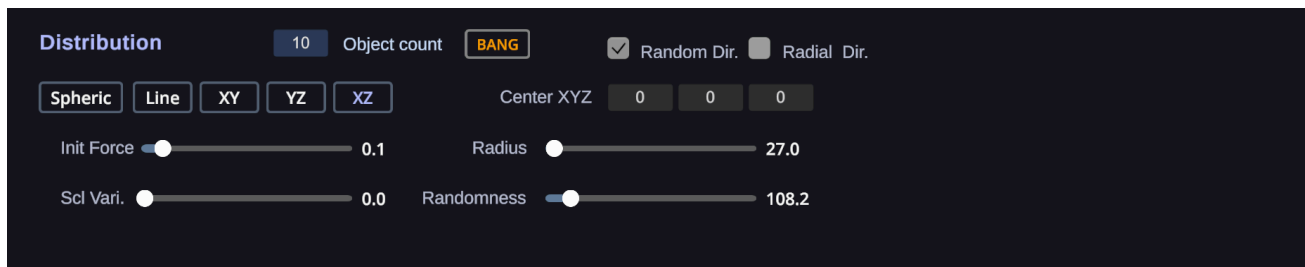 Distribution 10 Object count BANG Random Dir. Radial Dir.
Spheric Line XY YZ XZ Center XYZ 0 0 0
Init Force 0.1 Radius 27.0
Scl Vari. 0.0 Randomness 108.2